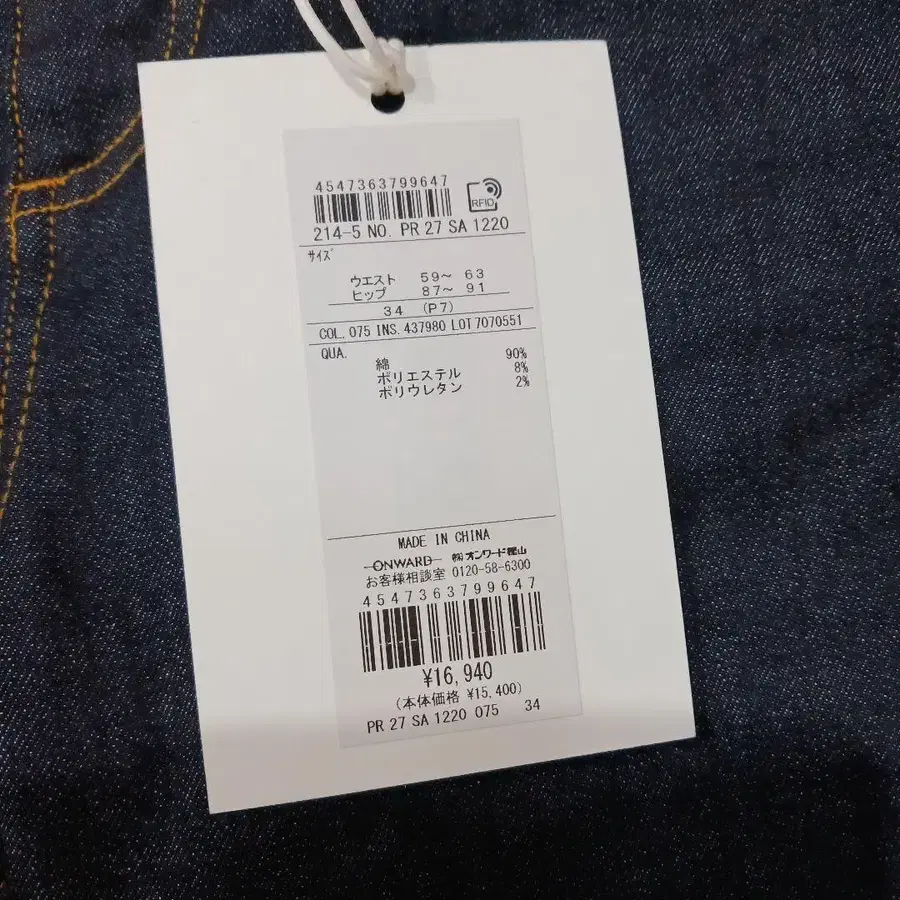 4547363799647
RFID
214-5 NO. PR 27 SA 1220
サイズ
ウエスト 59～ 63
ヒップ 87～ 91
34 (P7)
COL. 075 INS. 437980 LOT 7070551
QUA.
綿 90%
ポリエステル 8%
ポリウレタン 2%
MADE IN CHINA
ONWARD ㈱オンワード樫山
お客様相談室 0120-58-6300
4547363799647
¥16,940
(本体価格 ¥15,400)
PR 27 SA 1220 075 34